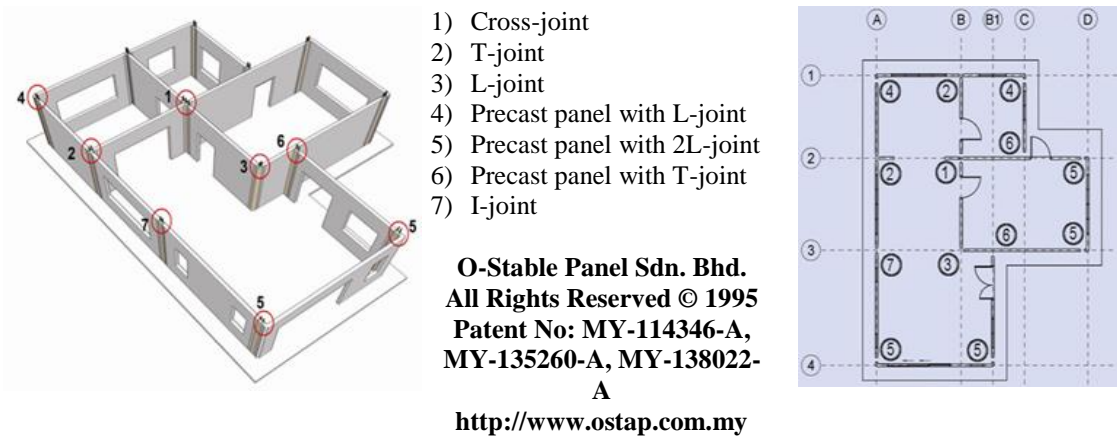 4
1
6
2
3
7
5
5
1) Cross-joint
2) T-joint
3) L-joint
4) Precast panel with L-joint
5) Precast panel with 2L-joint
6) Precast panel with T-joint
7) I-joint
O-Stable Panel Sdn. Bhd.
All Rights Reserved © 1995
Patent No: MY-114346-A,
MY-135260-A, MY-138022-
A
http://www.ostap.com.my
A B B1 C D
1
4 2 4
6
2
2 1 5
6 5
3
7 3
5 5
4